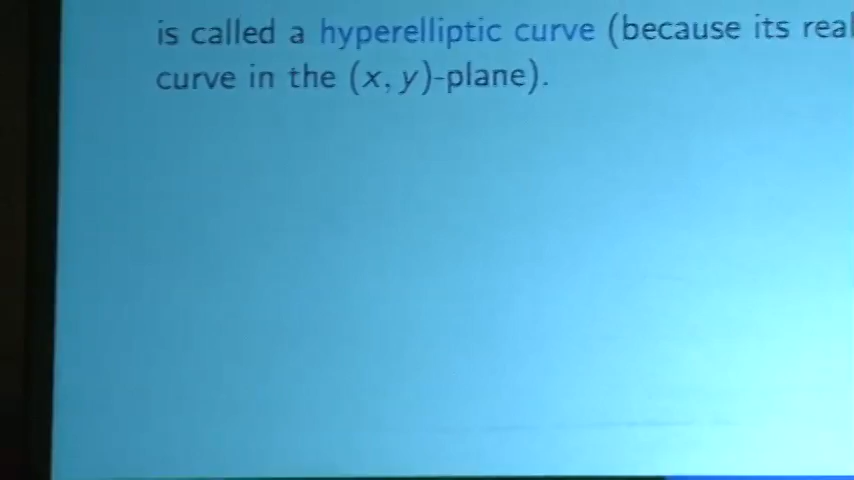 is called a hyperelliptic curve (because its real
curve in the (x, y)-plane).